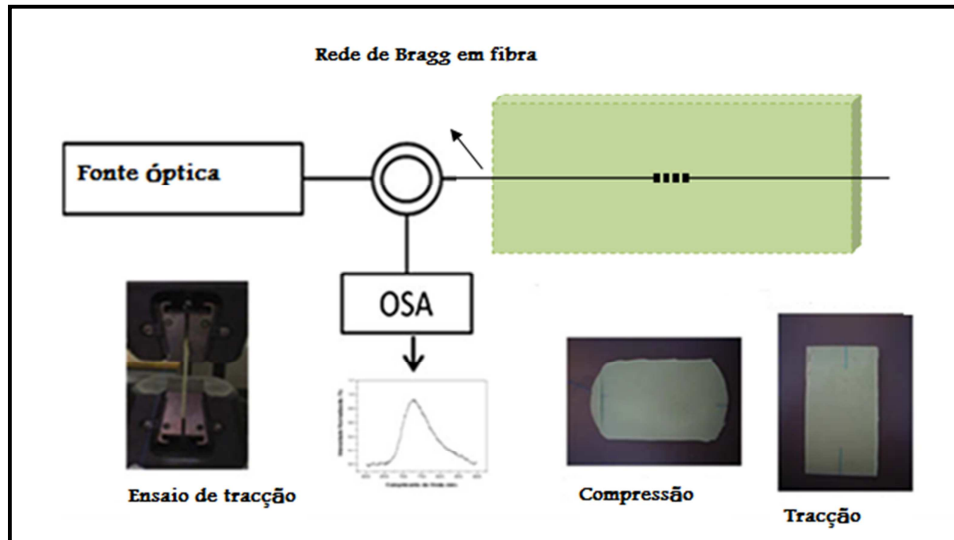 Rede de Bragg em fibra
Fonte óptica
OSA
Ensaio de tracção
Compressão
Tracção